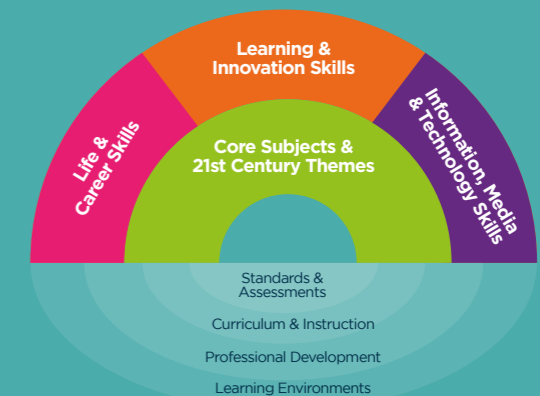 Learning &
Innovation Skills
Life &
Career Skills
Information, Media
& Technology Skills
Core Subjects &
21st Century Themes
Standards &
Assessments
Curriculum & Instruction
Professional Development
Learning Environments